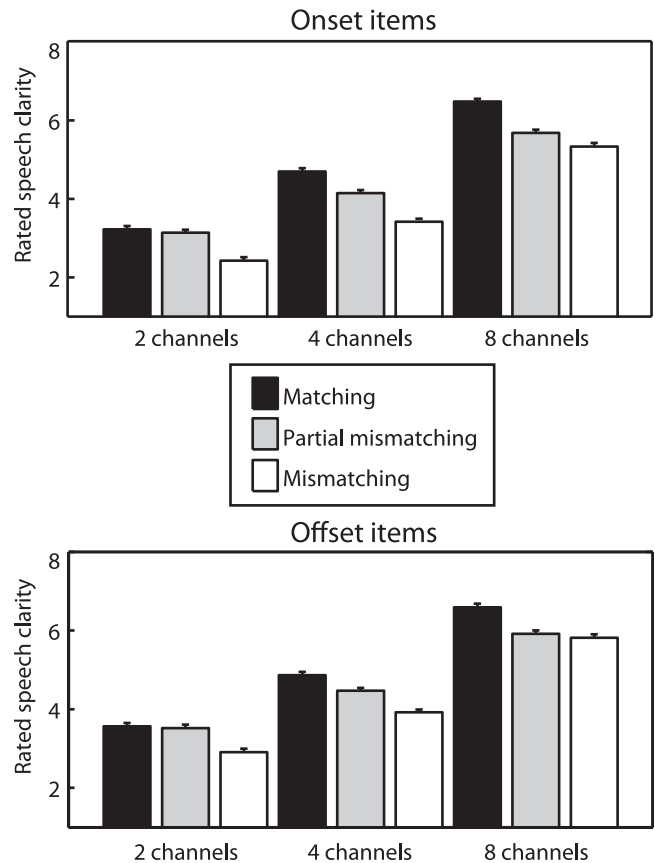 Onset items
Rated speech clarity
8
6
4
2
2 channels 4 channels 8 channels
Matching
Partial mismatching
Mismatching
Offset items
Rated speech clarity
8
6
4
2
2 channels 4 channels 8 channels